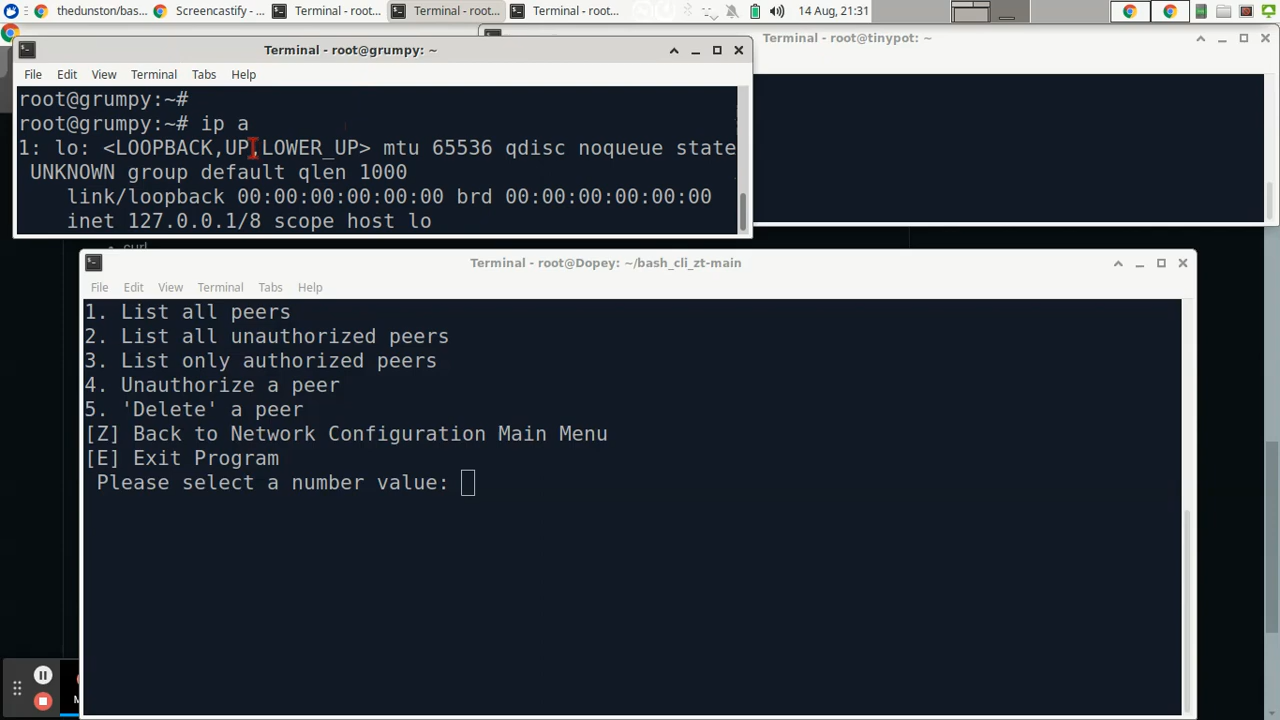 thedunston/bas...
Screencastify - ...
Terminal - root...
Terminal - root...
Terminal - root...
14 Aug, 21:31
Terminal - root@tinypot: ~
Terminal - root@grumpy: ~
File Edit View Terminal Tabs Help
root@grumpy:~#
root@grumpy:~# ip a
1: lo: <LOOPBACK,UP,LOWER_UP> mtu 65536 qdisc noqueue state
UNKNOWN group default qlen 1000
link/loopback 00:00:00:00:00:00 brd 00:00:00:00:00:00
inet 127.0.0.1/8 scope host lo
curl
Terminal - root@Dopey: ~/bash_cli_zt-main
File Edit View Terminal Tabs Help
1. List all peers
2. List all unauthorized peers
3. List only authorized peers
4. Unauthorize a peer
5. 'Delete' a peer
[Z] Back to Network Configuration Main Menu
[E] Exit Program
Please select a number value: